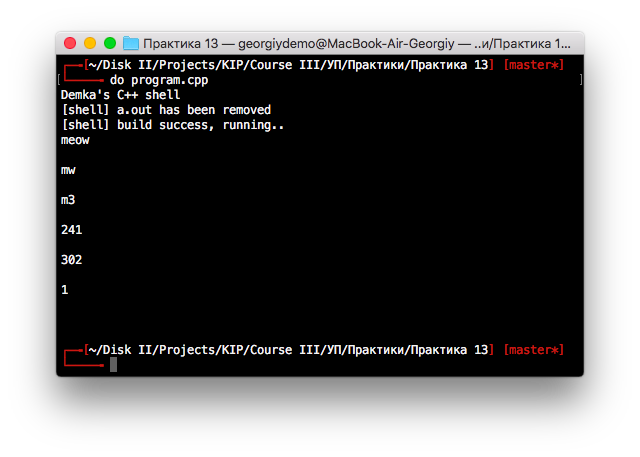 Практика 13 — georgiydemo@MacBook-Air-Georgiy — ..и/Практика 1...
[~/Disk II/Projects/KIP/Course III/УП/Практики/Практика 13] [master*]
[ do program.cpp ]
Demka's C++ shell
[shell] a.out has been removed
[shell] build success, running..
meow
mw
m3
241
302
1
[~/Disk II/Projects/KIP/Course III/УП/Практики/Практика 13] [master*]